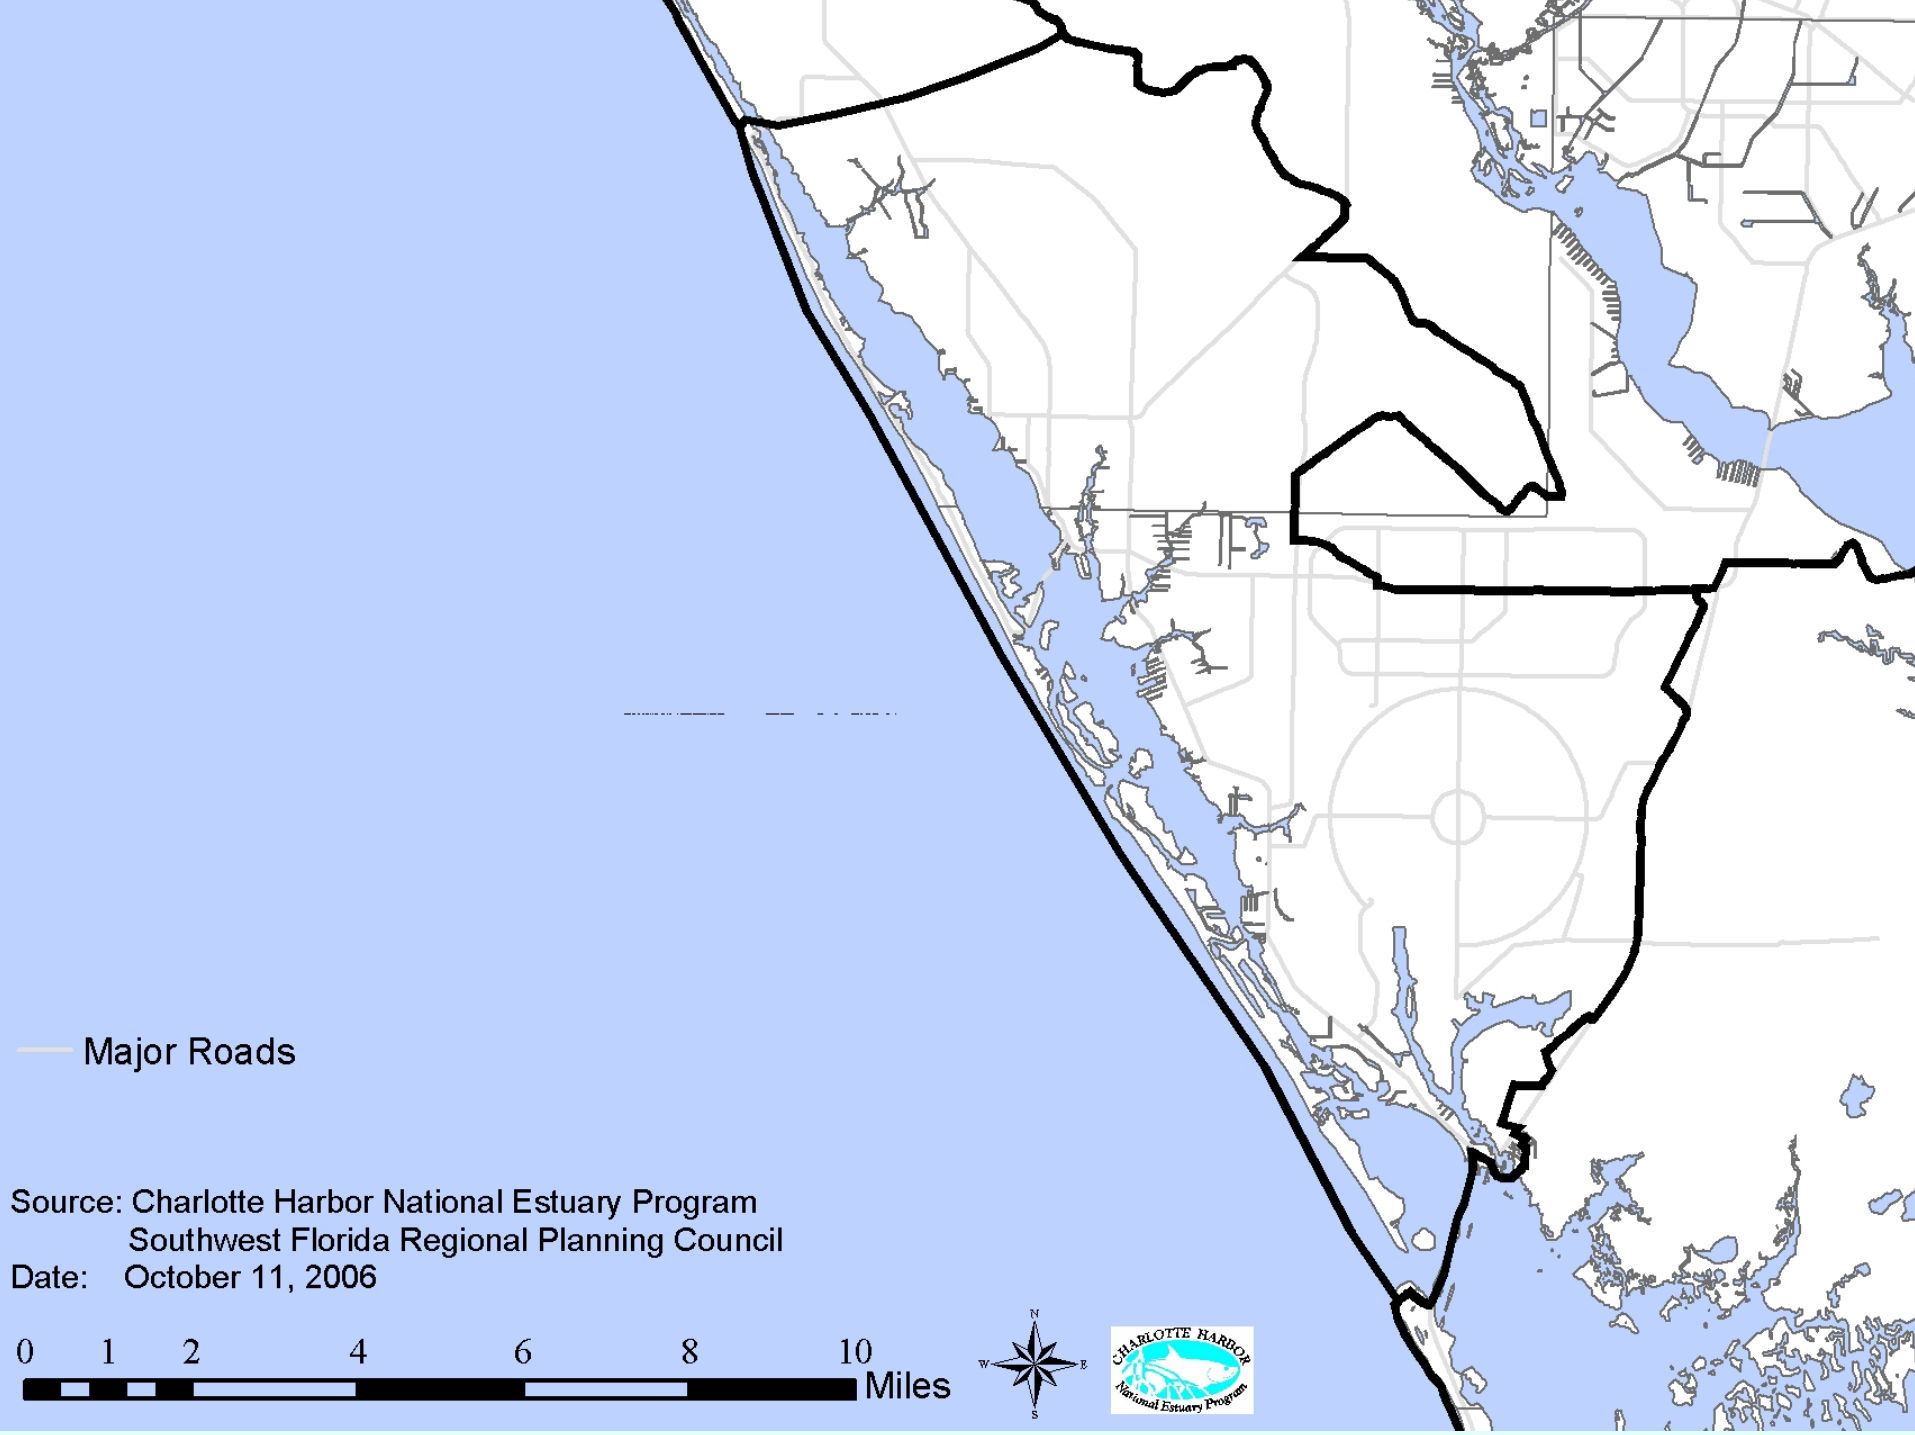 Major Roads
Source: Charlotte Harbor National Estuary Program
Southwest Florida Regional Planning Council
Date: October 11, 2006
0 1 2 4 6 8 10
Miles
N
W E
S
CHARLOTTE HARBOR
National Estuary Program